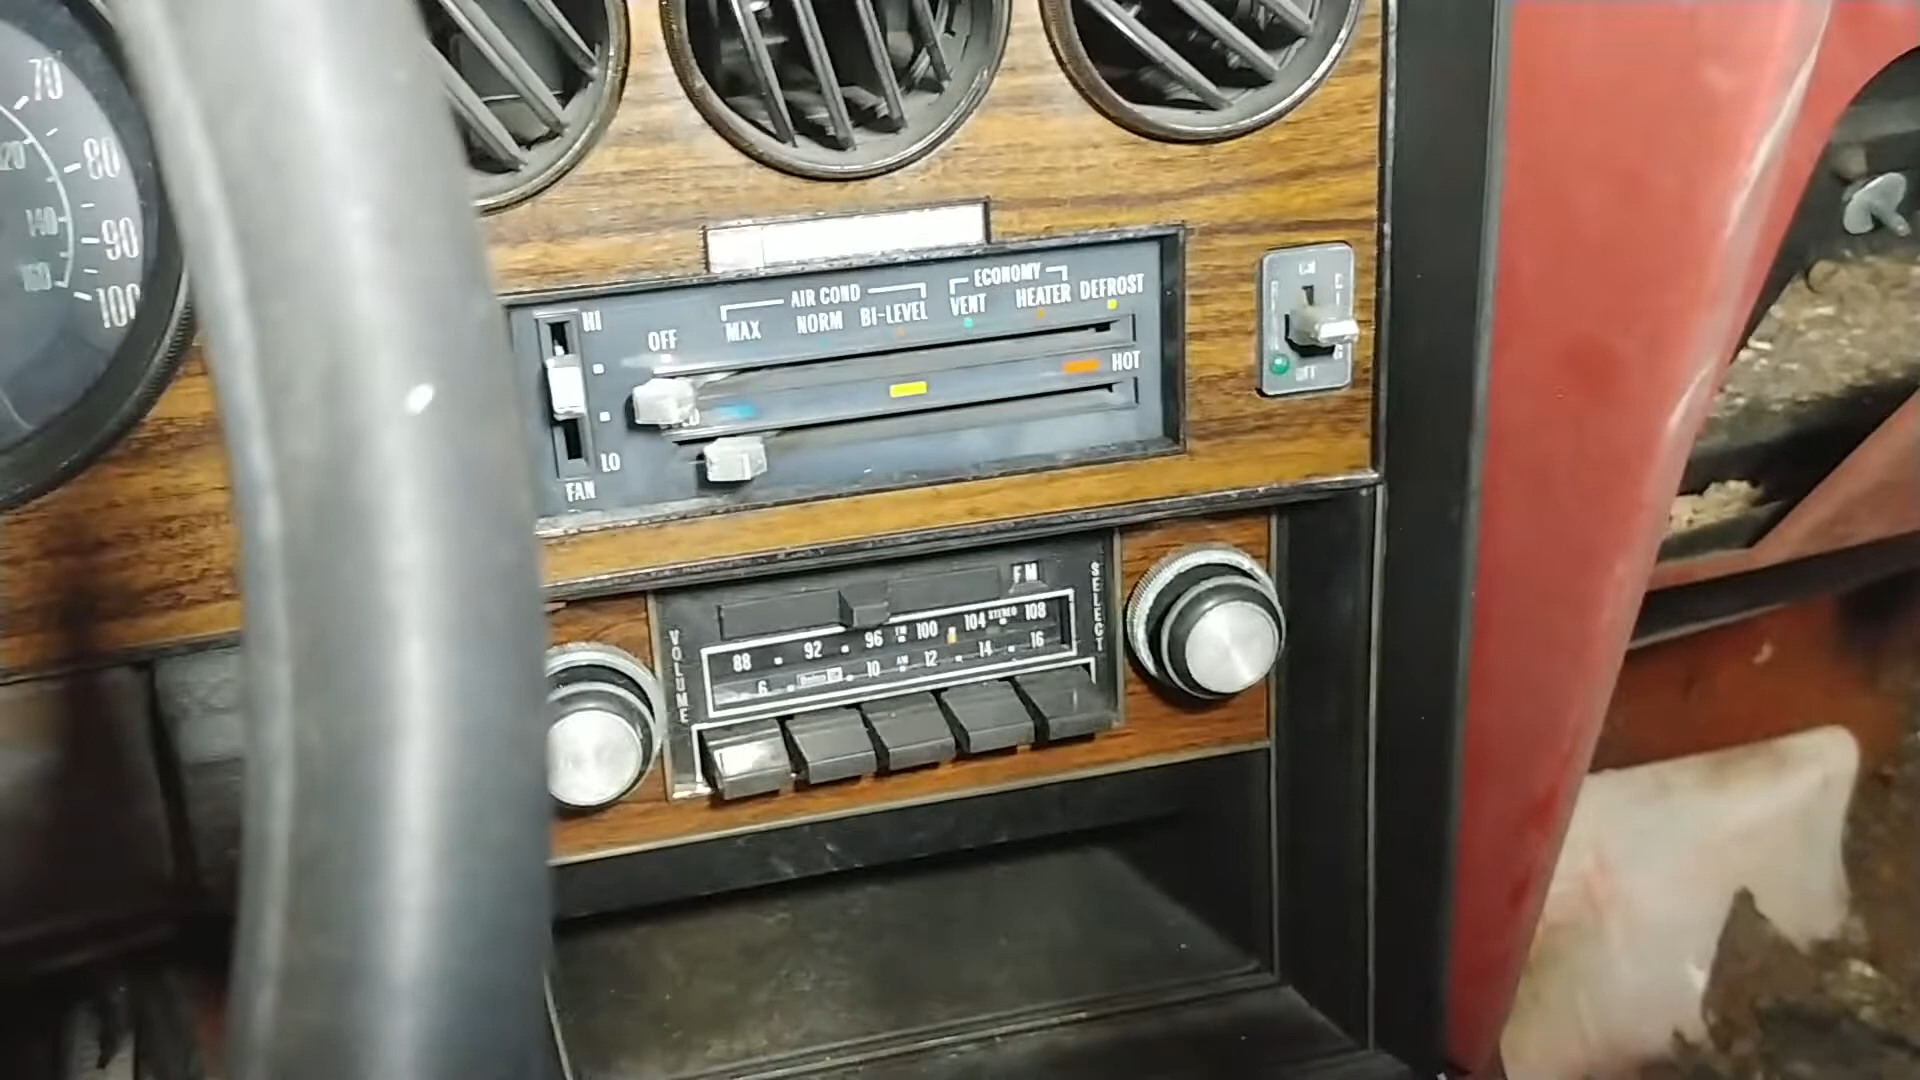 70
120
80
140
90
160
100
HI
LO
FAN
OFF
AIR COND
MAX NORM BI-LEVEL
ECONOMY
VENT HEATER DEFROST
HOT
OFF
FM
VOLUME
SELECT
88 92 96 FM 100 104 STEREO 108
6 10 AM 12 14 16